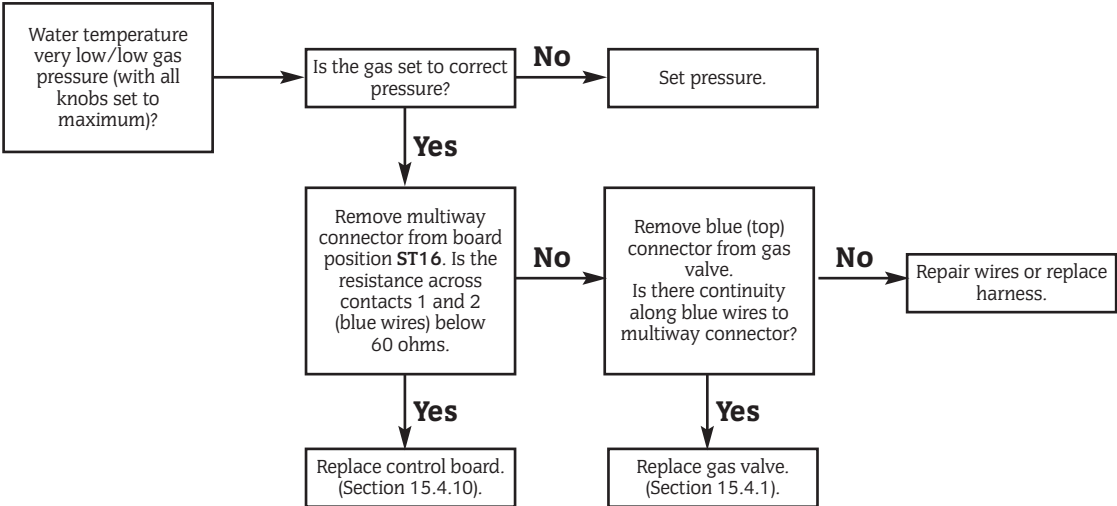 Water temperature
very low/low gas
pressure (with all
knobs set to
maximum)?
Is the gas set to correct
pressure?
No
Set pressure.
Yes
Remove multiway
connector from board
position ST16. Is the
resistance across
contacts 1 and 2
(blue wires) below
60 ohms.
No
Remove blue (top)
connector from gas
valve.
Is there continuity
along blue wires to
multiway connector?
No
Repair wires or replace
harness.
Yes
Yes
Replace control board.
(Section 15.4.10).
Replace gas valve.
(Section 15.4.1).